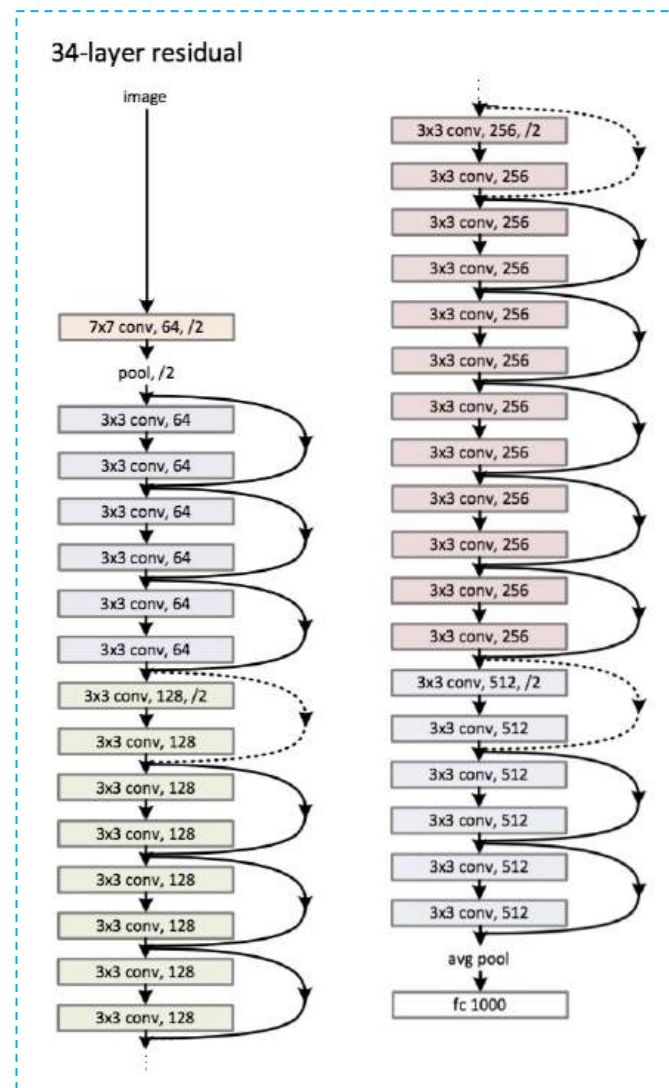 34-layer residual
image
7x7 conv, 64, /2
pool, /2
3x3 conv, 64
3x3 conv, 64
3x3 conv, 64
3x3 conv, 64
3x3 conv, 64
3x3 conv, 64
3x3 conv, 128, /2
3x3 conv, 128
3x3 conv, 128
3x3 conv, 128
3x3 conv, 128
3x3 conv, 128
3x3 conv, 128
3x3 conv, 128
3x3 conv, 256, /2
3x3 conv, 256
3x3 conv, 256
3x3 conv, 256
3x3 conv, 256
3x3 conv, 256
3x3 conv, 256
3x3 conv, 256
3x3 conv, 256
3x3 conv, 256
3x3 conv, 256
3x3 conv, 256
3x3 conv, 512, /2
3x3 conv, 512
3x3 conv, 512
3x3 conv, 512
3x3 conv, 512
3x3 conv, 512
avg pool
fc 1000